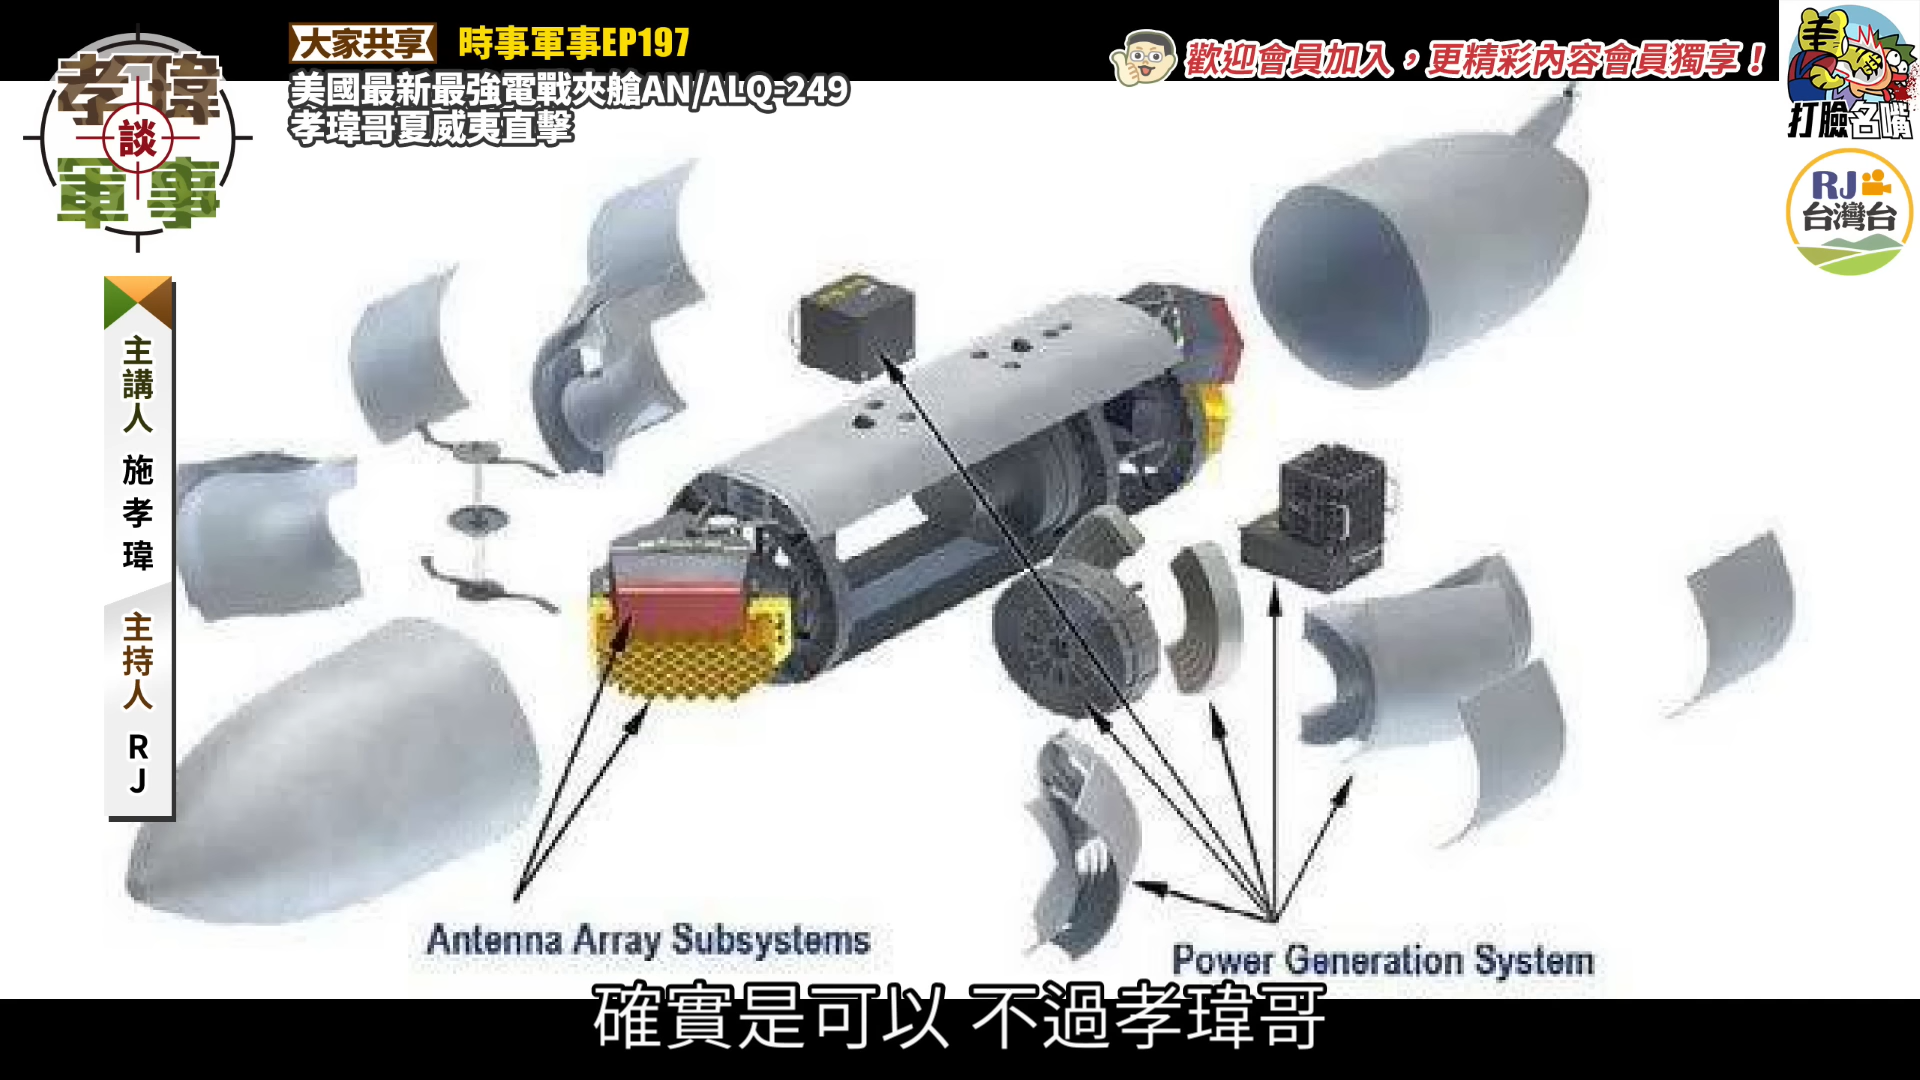 孝瑋
談
軍事
大家共享 時事軍事EP197
美國最新最強電戰夾艙AN/ALQ-249
孝瑋哥夏威夷直擊
歡迎會員加入，更精彩內容會員獨享！
打臉名嘴
RJ
台灣台
主講人 施孝瑋
主持人 RJ
Antenna Array Subsystems
Power Generation System
確實是可以 不過孝瑋哥